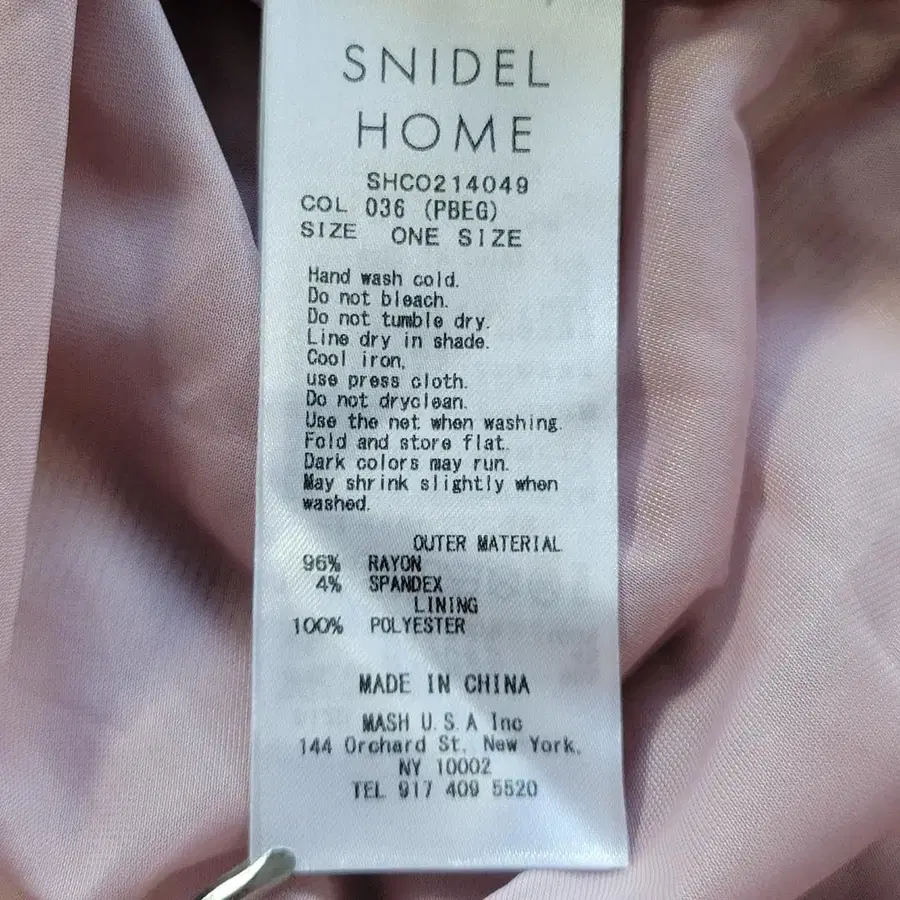 SNIDEL
HOME
SHCO214049
COL 036 (PBEG)
SIZE ONE SIZE
Hand wash cold.
Do not bleach.
Do not tumble dry.
Line dry in shade.
Cool iron,
use press cloth.
Do not dryclean.
Use the net when washing.
Fold and store flat.
Dark colors may run.
May shrink slightly when
washed.
OUTER MATERIAL
96% RAYON
4% SPANDEX
LINING
100% POLYESTER
MADE IN CHINA
MASH U.S.A Inc
144 Orchard St, New York,
NY 10002
TEL 917 409 5520